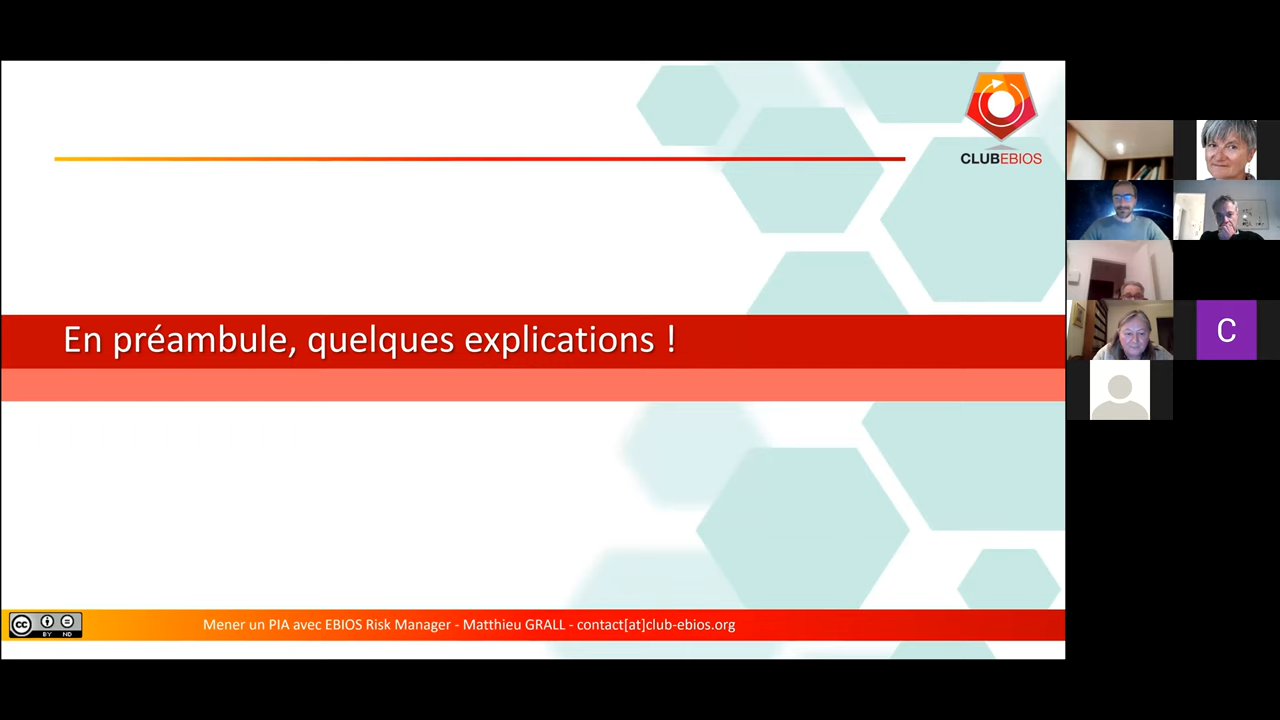 CLUBEBIOS
En préambule, quelques explications !
C
cc BY ND
Mener un PIA avec EBIOS Risk Manager - Matthieu GRALL - contact[at]club-ebios.org